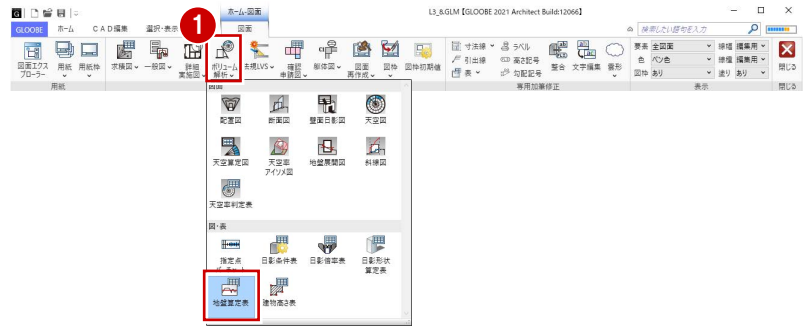 ホーム-図面
L3_8.GLM【GLOOBE 2021 Architect Build:12066】
GLOOBE
ホーム
CAD編集
選択・表示
図面
検索したい語句を入力
1
図面エクスプローラー
用紙
用紙枠
求積図
一般図
詳細
実施図
ボリューム
解析
法規LVS
確認
申請図
躯体図
図面
再作成
図枠
図枠初期値
寸法線
ラベル
引出線
高さ記号
表
勾配記号
整合
文字編集
雲形
要素 全図面
線幅 編集用
色 ペン色
線種 編集用
図枠 あり
塗り あり
閉じる
用紙
専用加筆修正
表示
閉じる
図面
配置図
断面図
壁面日影図
天空図
天空算定図
天空率
アイソメ図
地盤展開図
斜線図
天空率判定表
図・表
指定点
日影条件表
日影倍率表
日影形状
算定表
地盤算定表
建物高さ表